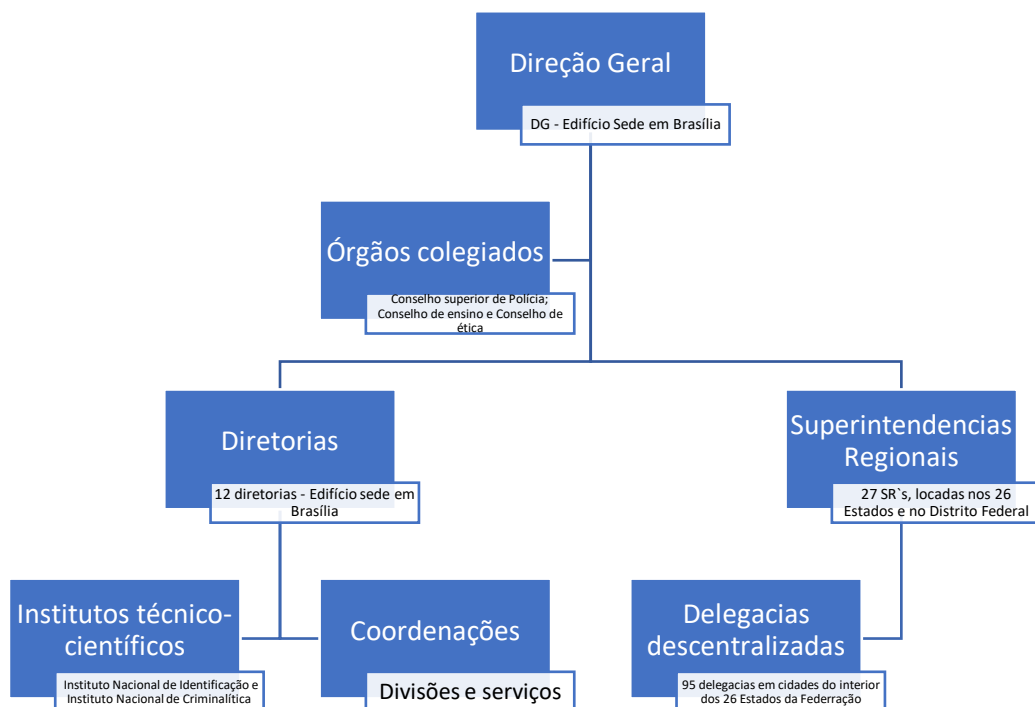 Direção Geral
DG - Edifício Sede em Brasília
Órgãos colegiados
Conselho superior de Polícia;
Conselho de ensino e Conselho de
ética
Diretorias
12 diretorias - Edifício sede em
Brasília
Superintendencias
Regionais
27 SR`s, locadas nos 26
Estados e no Distrito Federal
Institutos técnico-
científicos
Instituto Nacional de Identificação e
Instituto Nacional de Criminalítica
Coordenações
Divisões e serviços
Delegacias
descentralizadas
95 delegacias em cidades do interior
dos 26 Estados da Federração